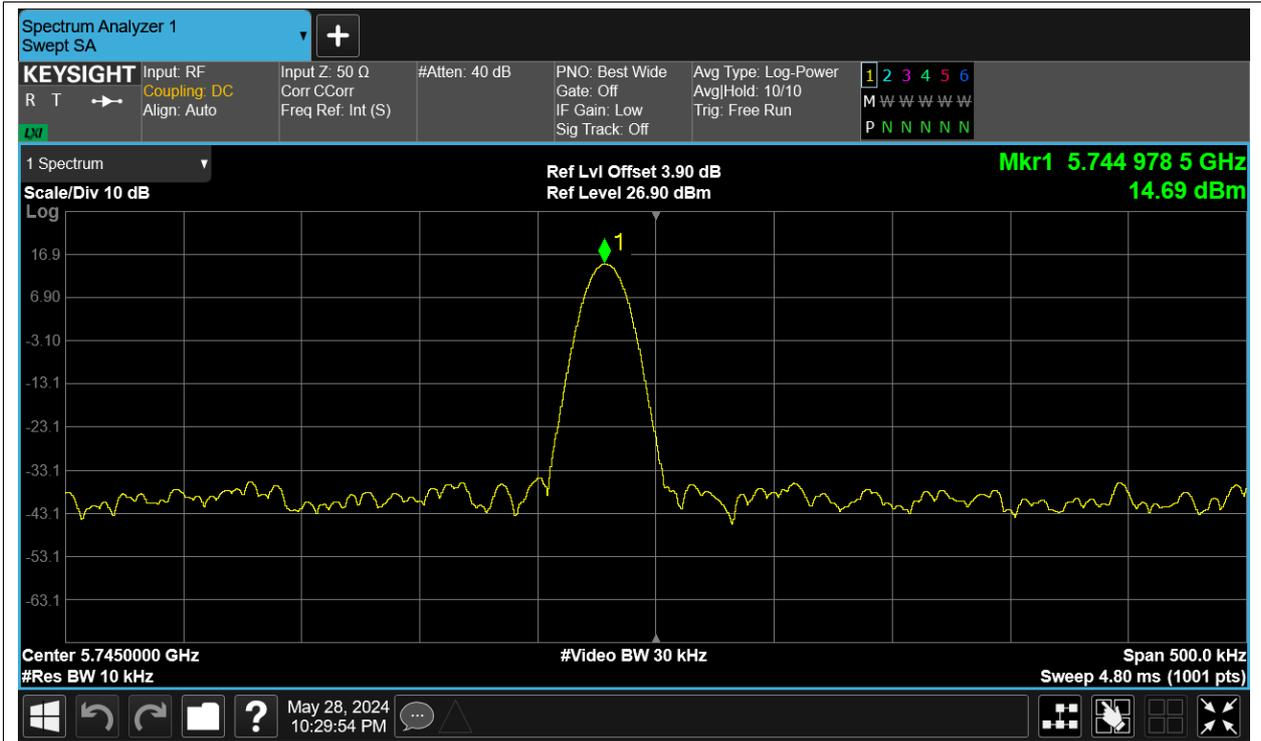 Spectrum Analyzer 1
Swept SA
KEYSIGHT
R T
LXI
Input: RF
Coupling: DC
Align: Auto
Input Z: 50 Ω
Corr CCorr
Freq Ref: Int (S)
#Atten: 40 dB
PNO: Best Wide
Gate: Off
IF Gain: Low
Sig Track: Off
Avg Type: Log-Power
Avg|Hold: 10/10
Trig: Free Run
1 2 3 4 5 6
M W W W W W
P N N N N N
1 Spectrum
Scale/Div 10 dB
Ref Lvl Offset 3.90 dB
Ref Level 26.90 dBm
Mkr1 5.744 978 5 GHz
14.69 dBm
Log
1
16.9
6.90
-3.10
-13.1
-23.1
-33.1
-43.1
-53.1
-63.1
Center 5.7450000 GHz
#Video BW 30 kHz
Span 500.0 kHz
#Res BW 10 kHz
Sweep 4.80 ms (1001 pts)
?
May 28, 2024
10:29:54 PM